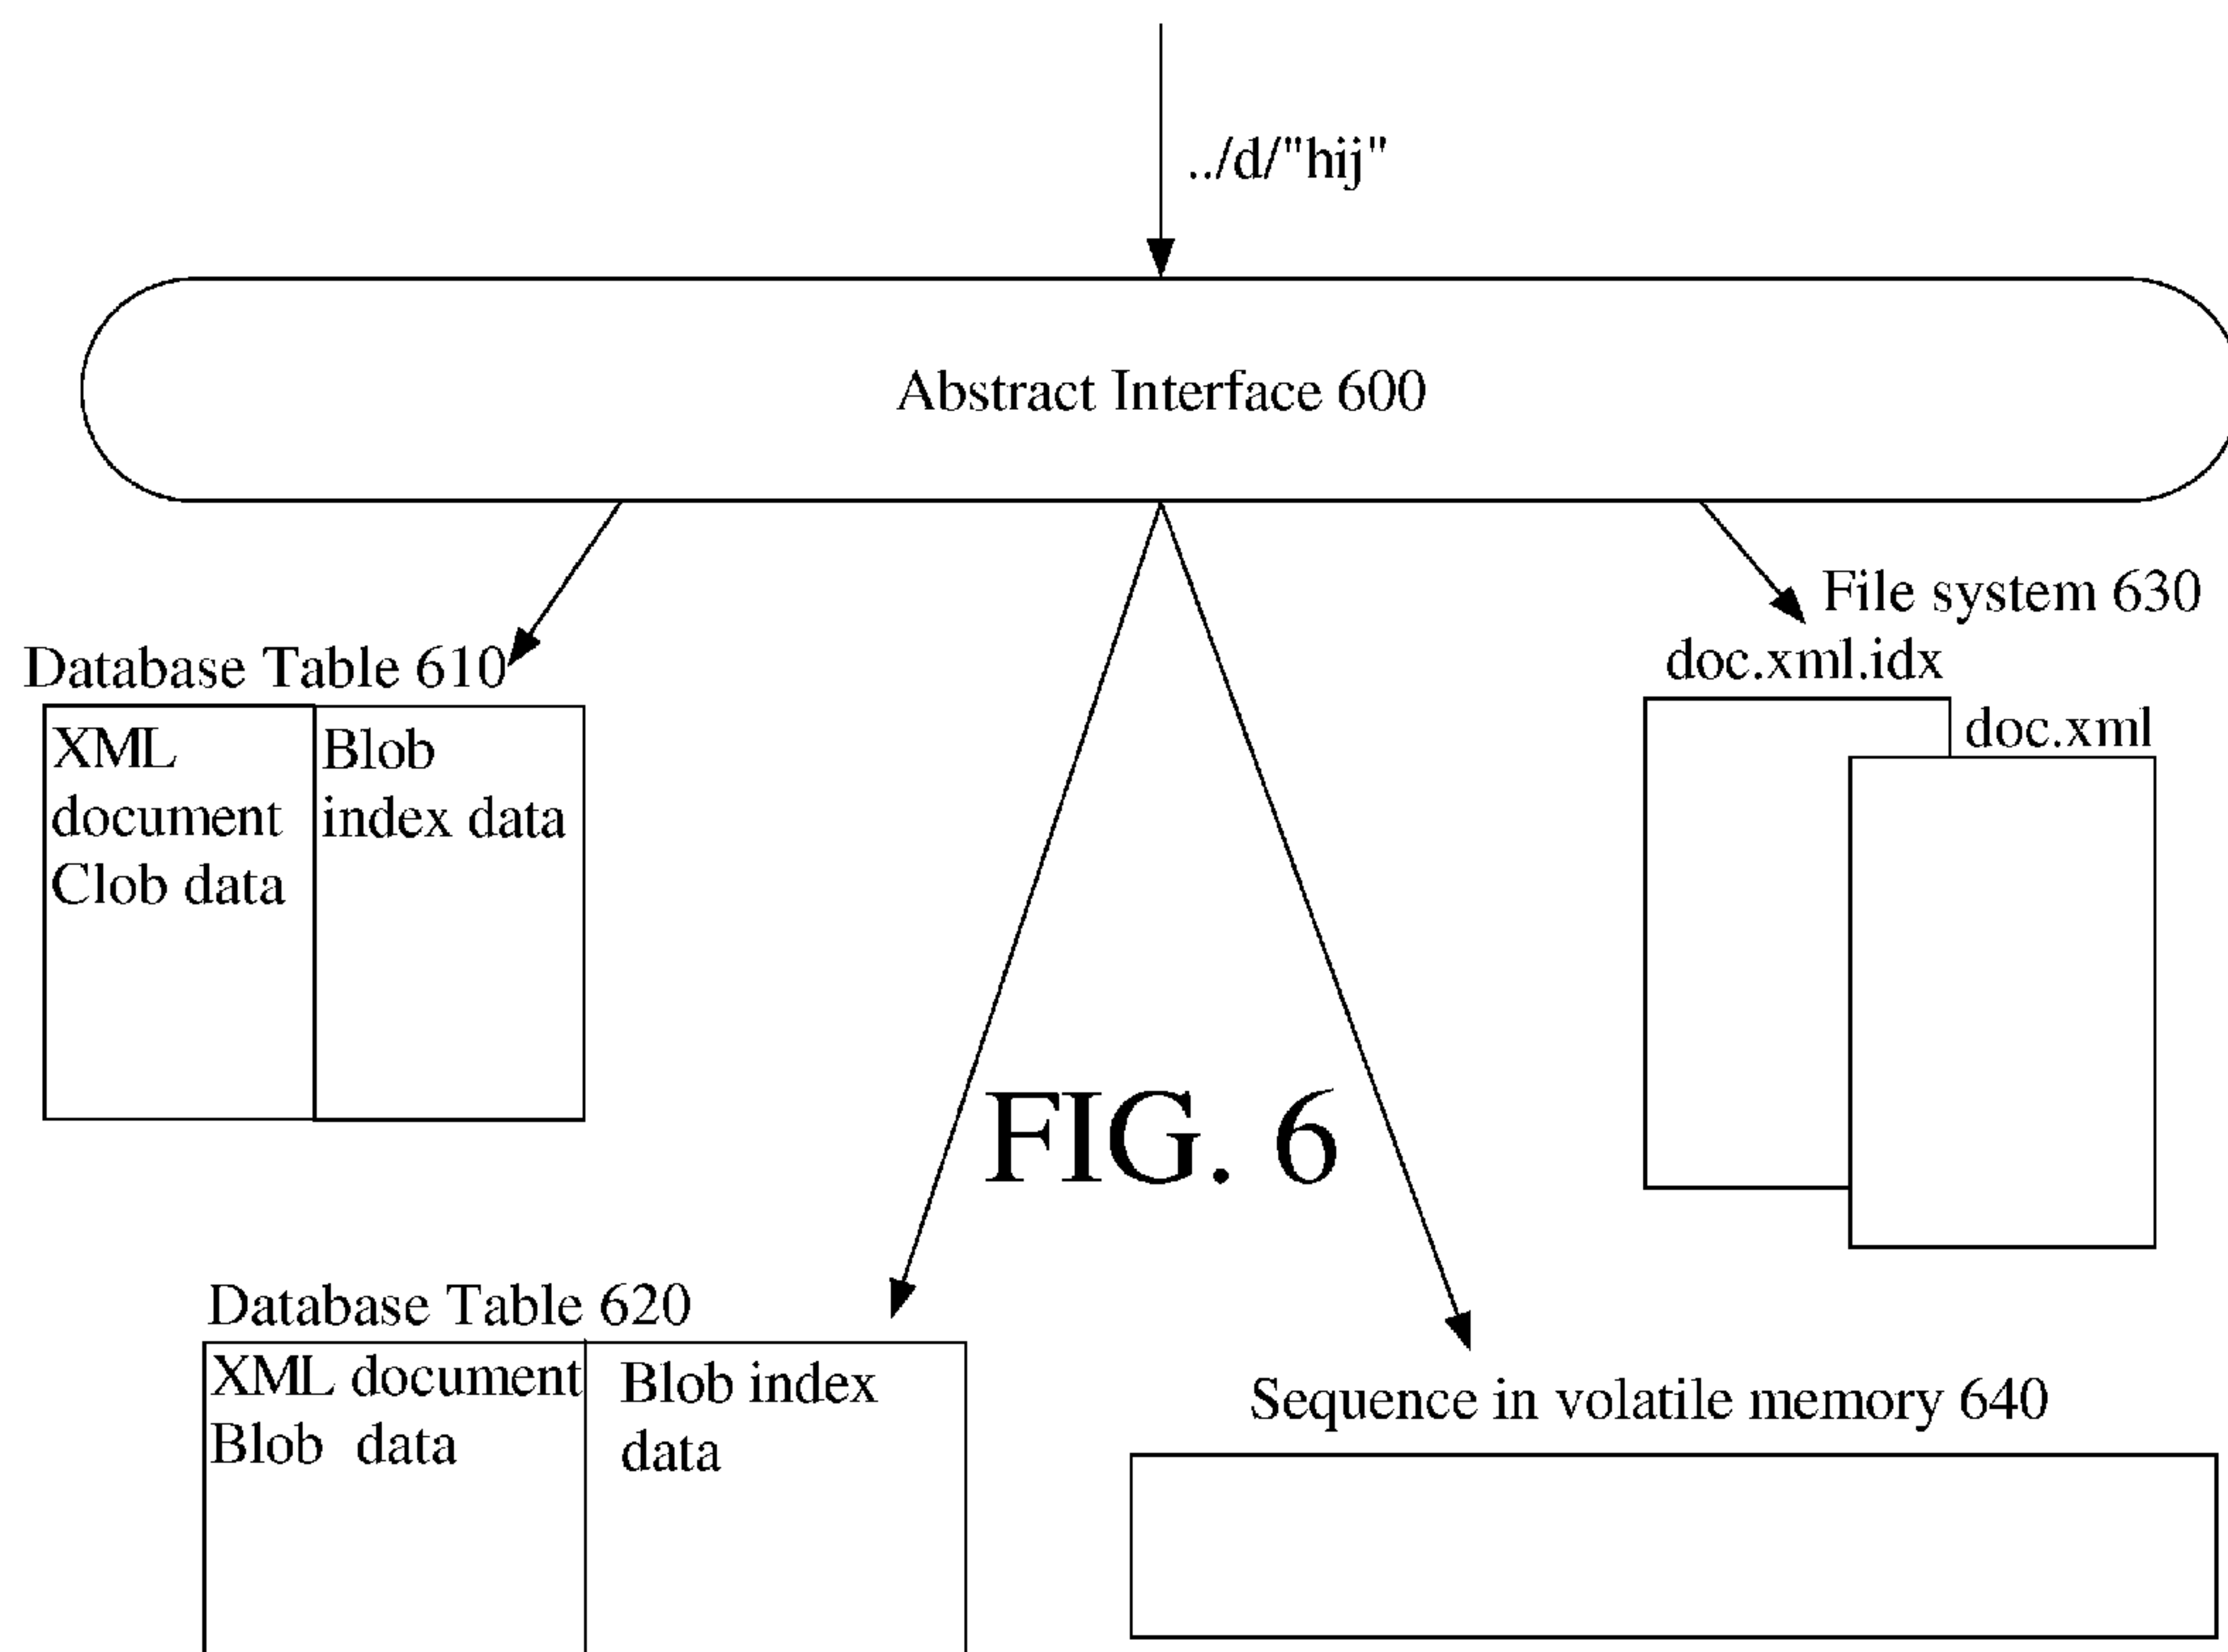 ../d/"hij"
Abstract Interface 600
File system 630
doc.xml.idx
doc.xml
Database Table 610
XML
document
Clob data
Blob
index data
FIG. 6
Database Table 620
XML document
Blob data
Blob index
data
Sequence in volatile memory 640